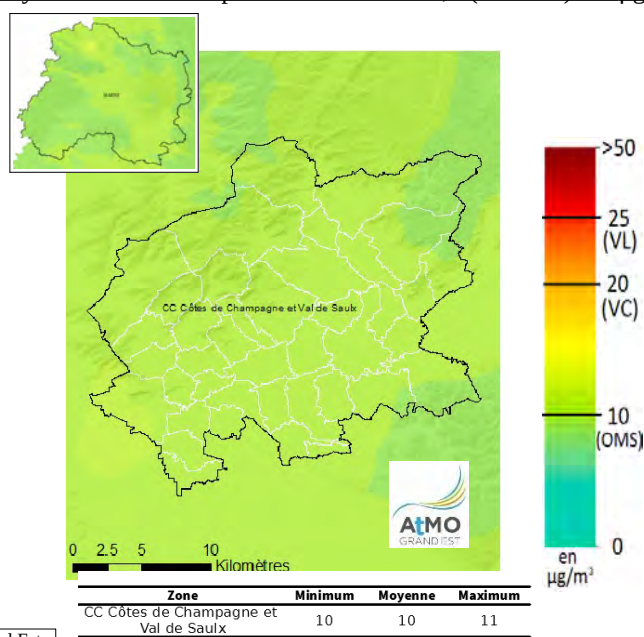 CC Côtes de Champagne et Val de Saulx
>50
25
(VL)
20
(VC)
10
(OMS)
0
en
µg/m³
AtMO
GRAND EST
0 2.5 5 10
Kilomètres
Zone Minimum Moyenne Maximum
CC Côtes de Champagne et
Val de Saulx
10 10 11